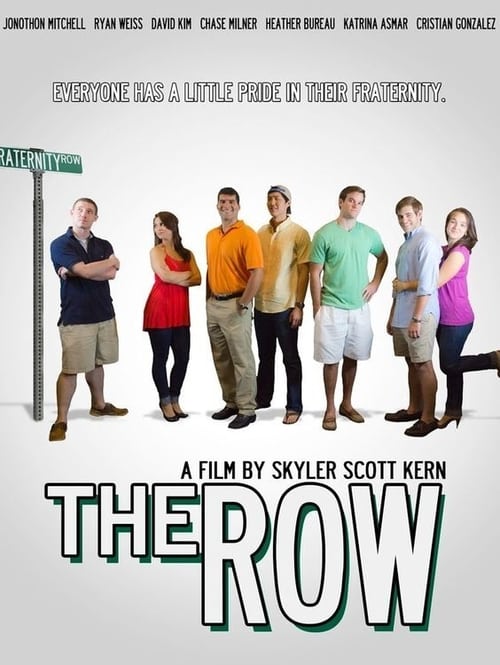 JONOTHON MITCHELL RYAN WEISS DAVID KIM CHASE MILNER HEATHER BUREAU KATRINA ASMAR CRISTIAN GONZALEZ
EVERYONE HAS A LITTLE PRIDE IN THEIR FRATERNITY.
RATERNITY ROW
A FILM BY SKYLER SCOTT KERN
THE ROW